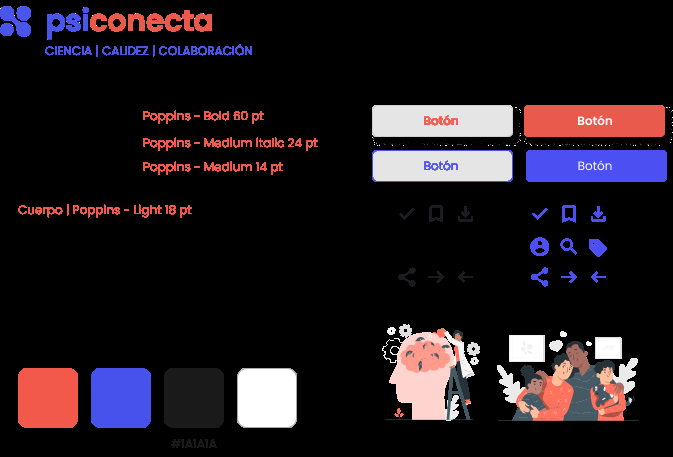 psiconecta
CIENCIA | CALIDEZ | COLABORACIÓN
Poppins - Bold 60 pt
Poppins - Medium Italic 24 pt
Poppins - Medium 14 pt
Cuerpo | Poppins - Light 18 pt
Botón
Botón
Botón
Botón
#1A1A1A